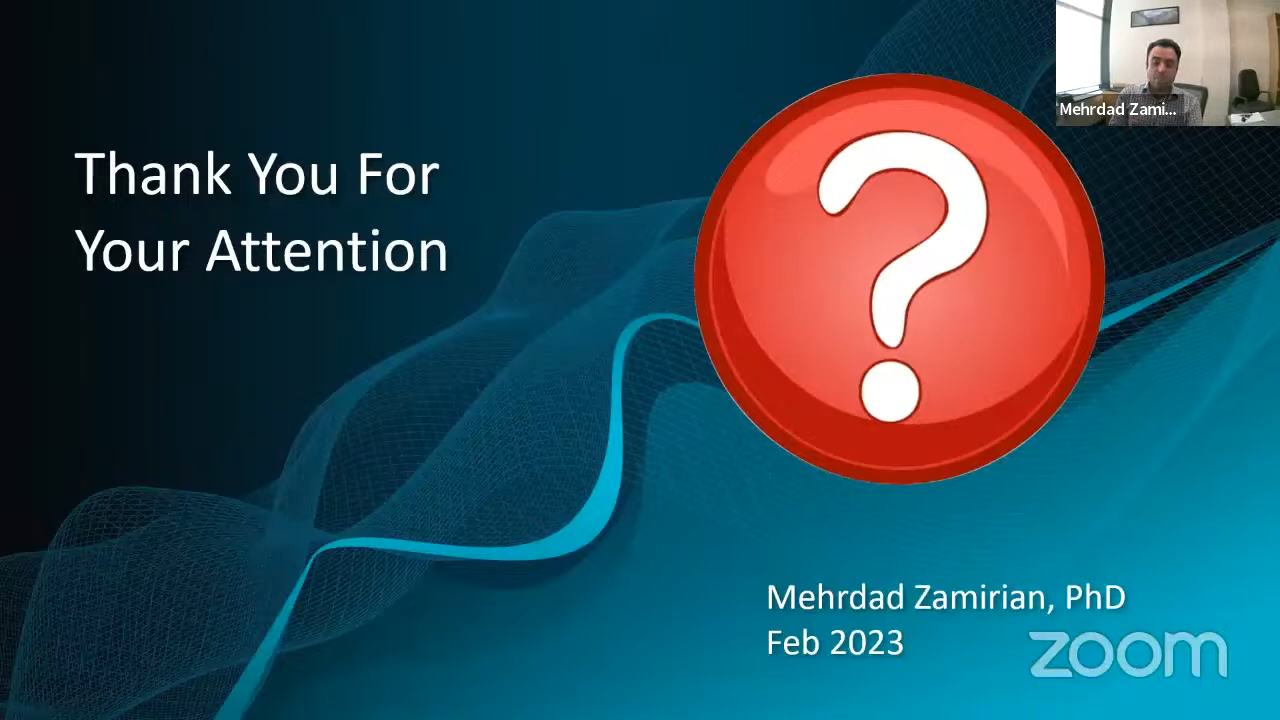 Mehrdad Zami...
Thank You For
Your Attention
?
Mehrdad Zamirian, PhD
Feb 2023
zoom